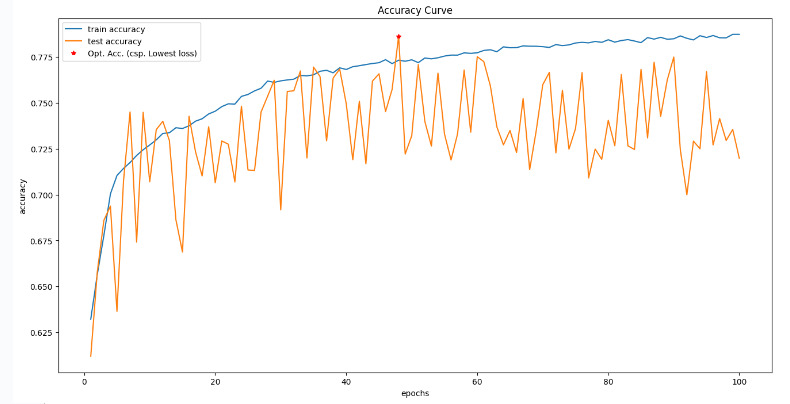 Accuracy Curve
train accuracy
test accuracy
Opt. Acc. (csp. Lowest loss)
accuracy
0.775
0.750
0.725
0.700
0.675
0.650
0.625
0
20
40
60
80
100
epochs